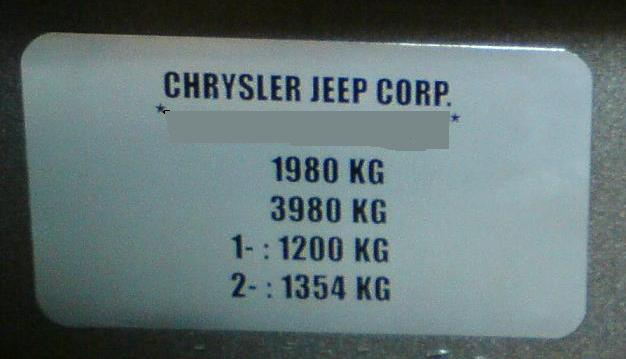 CHRYSLER JEEP CORP.
* *
1980 KG
3980 KG
1- : 1200 KG
2- : 1354 KG